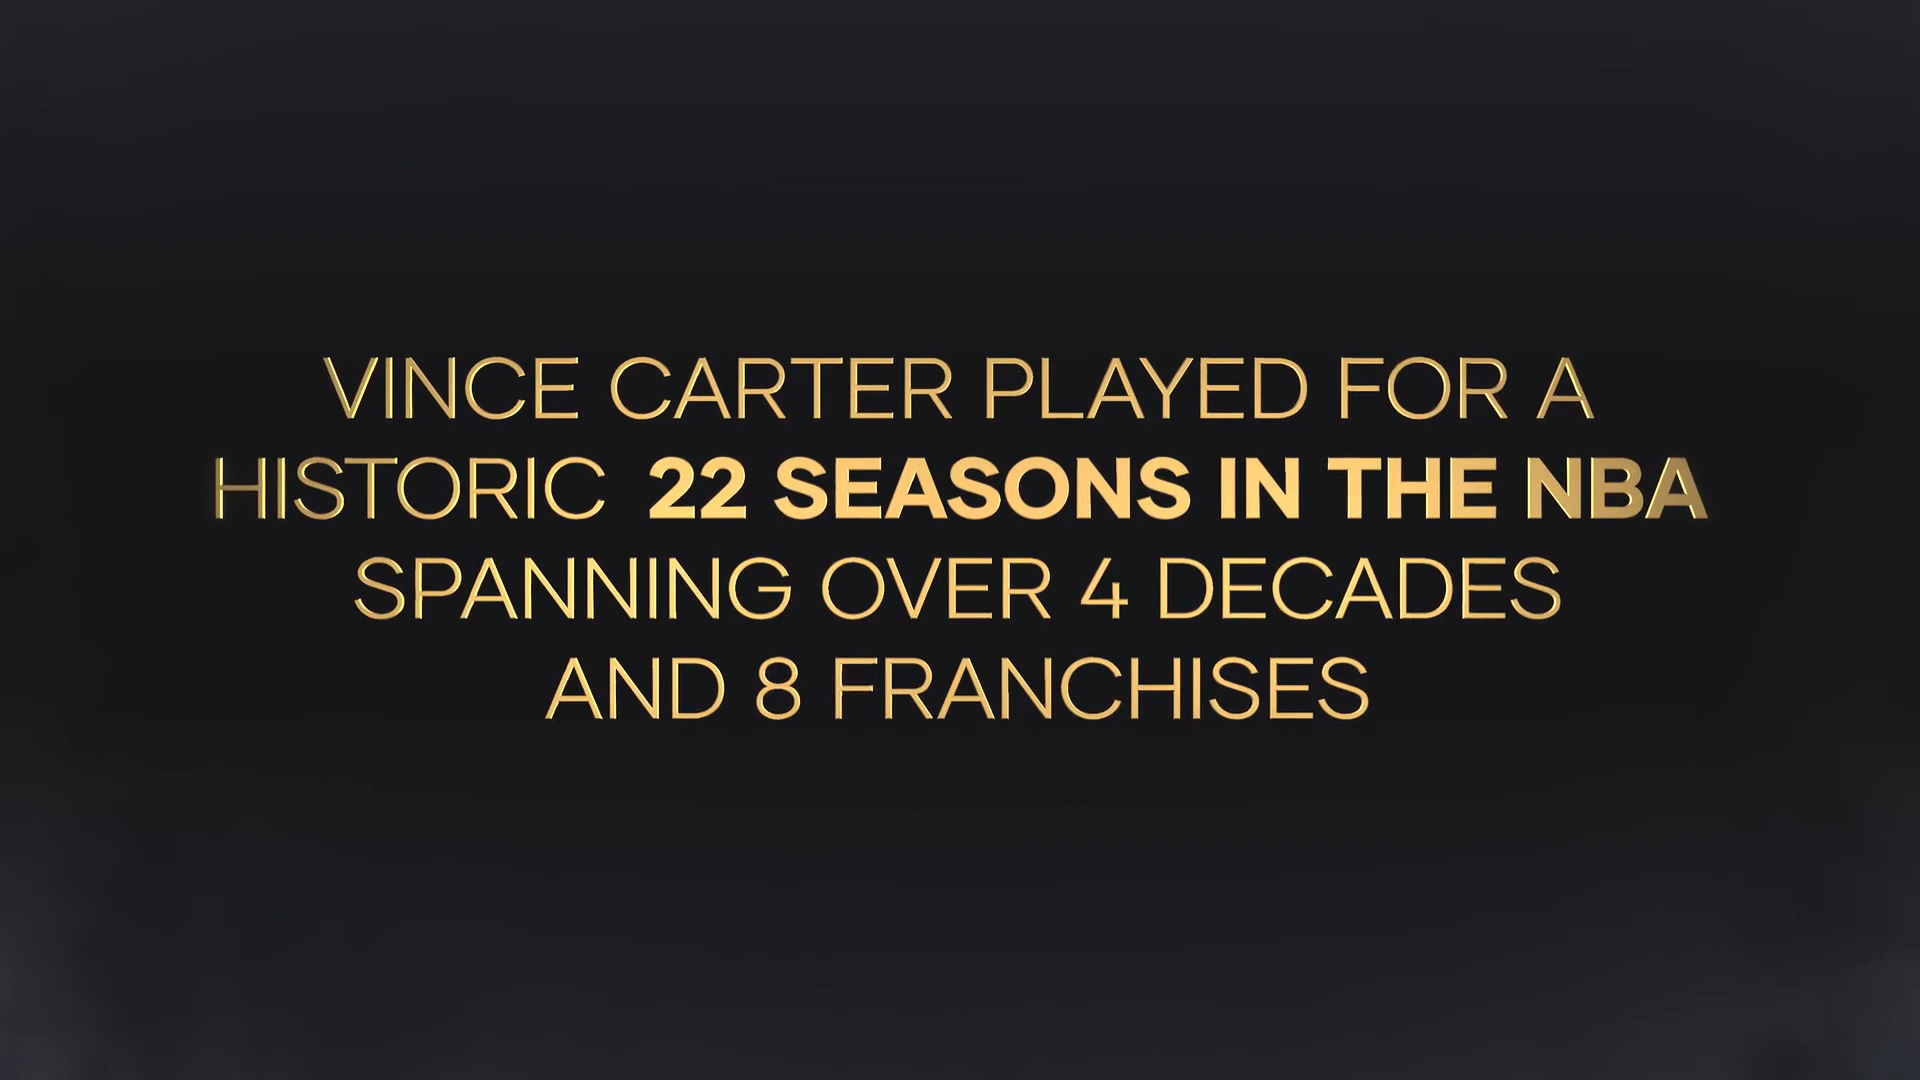 VINCE CARTER PLAYED FOR A
HISTORIC 22 SEASONS IN THE NBA
SPANNING OVER 4 DECADES
AND 8 FRANCHISES